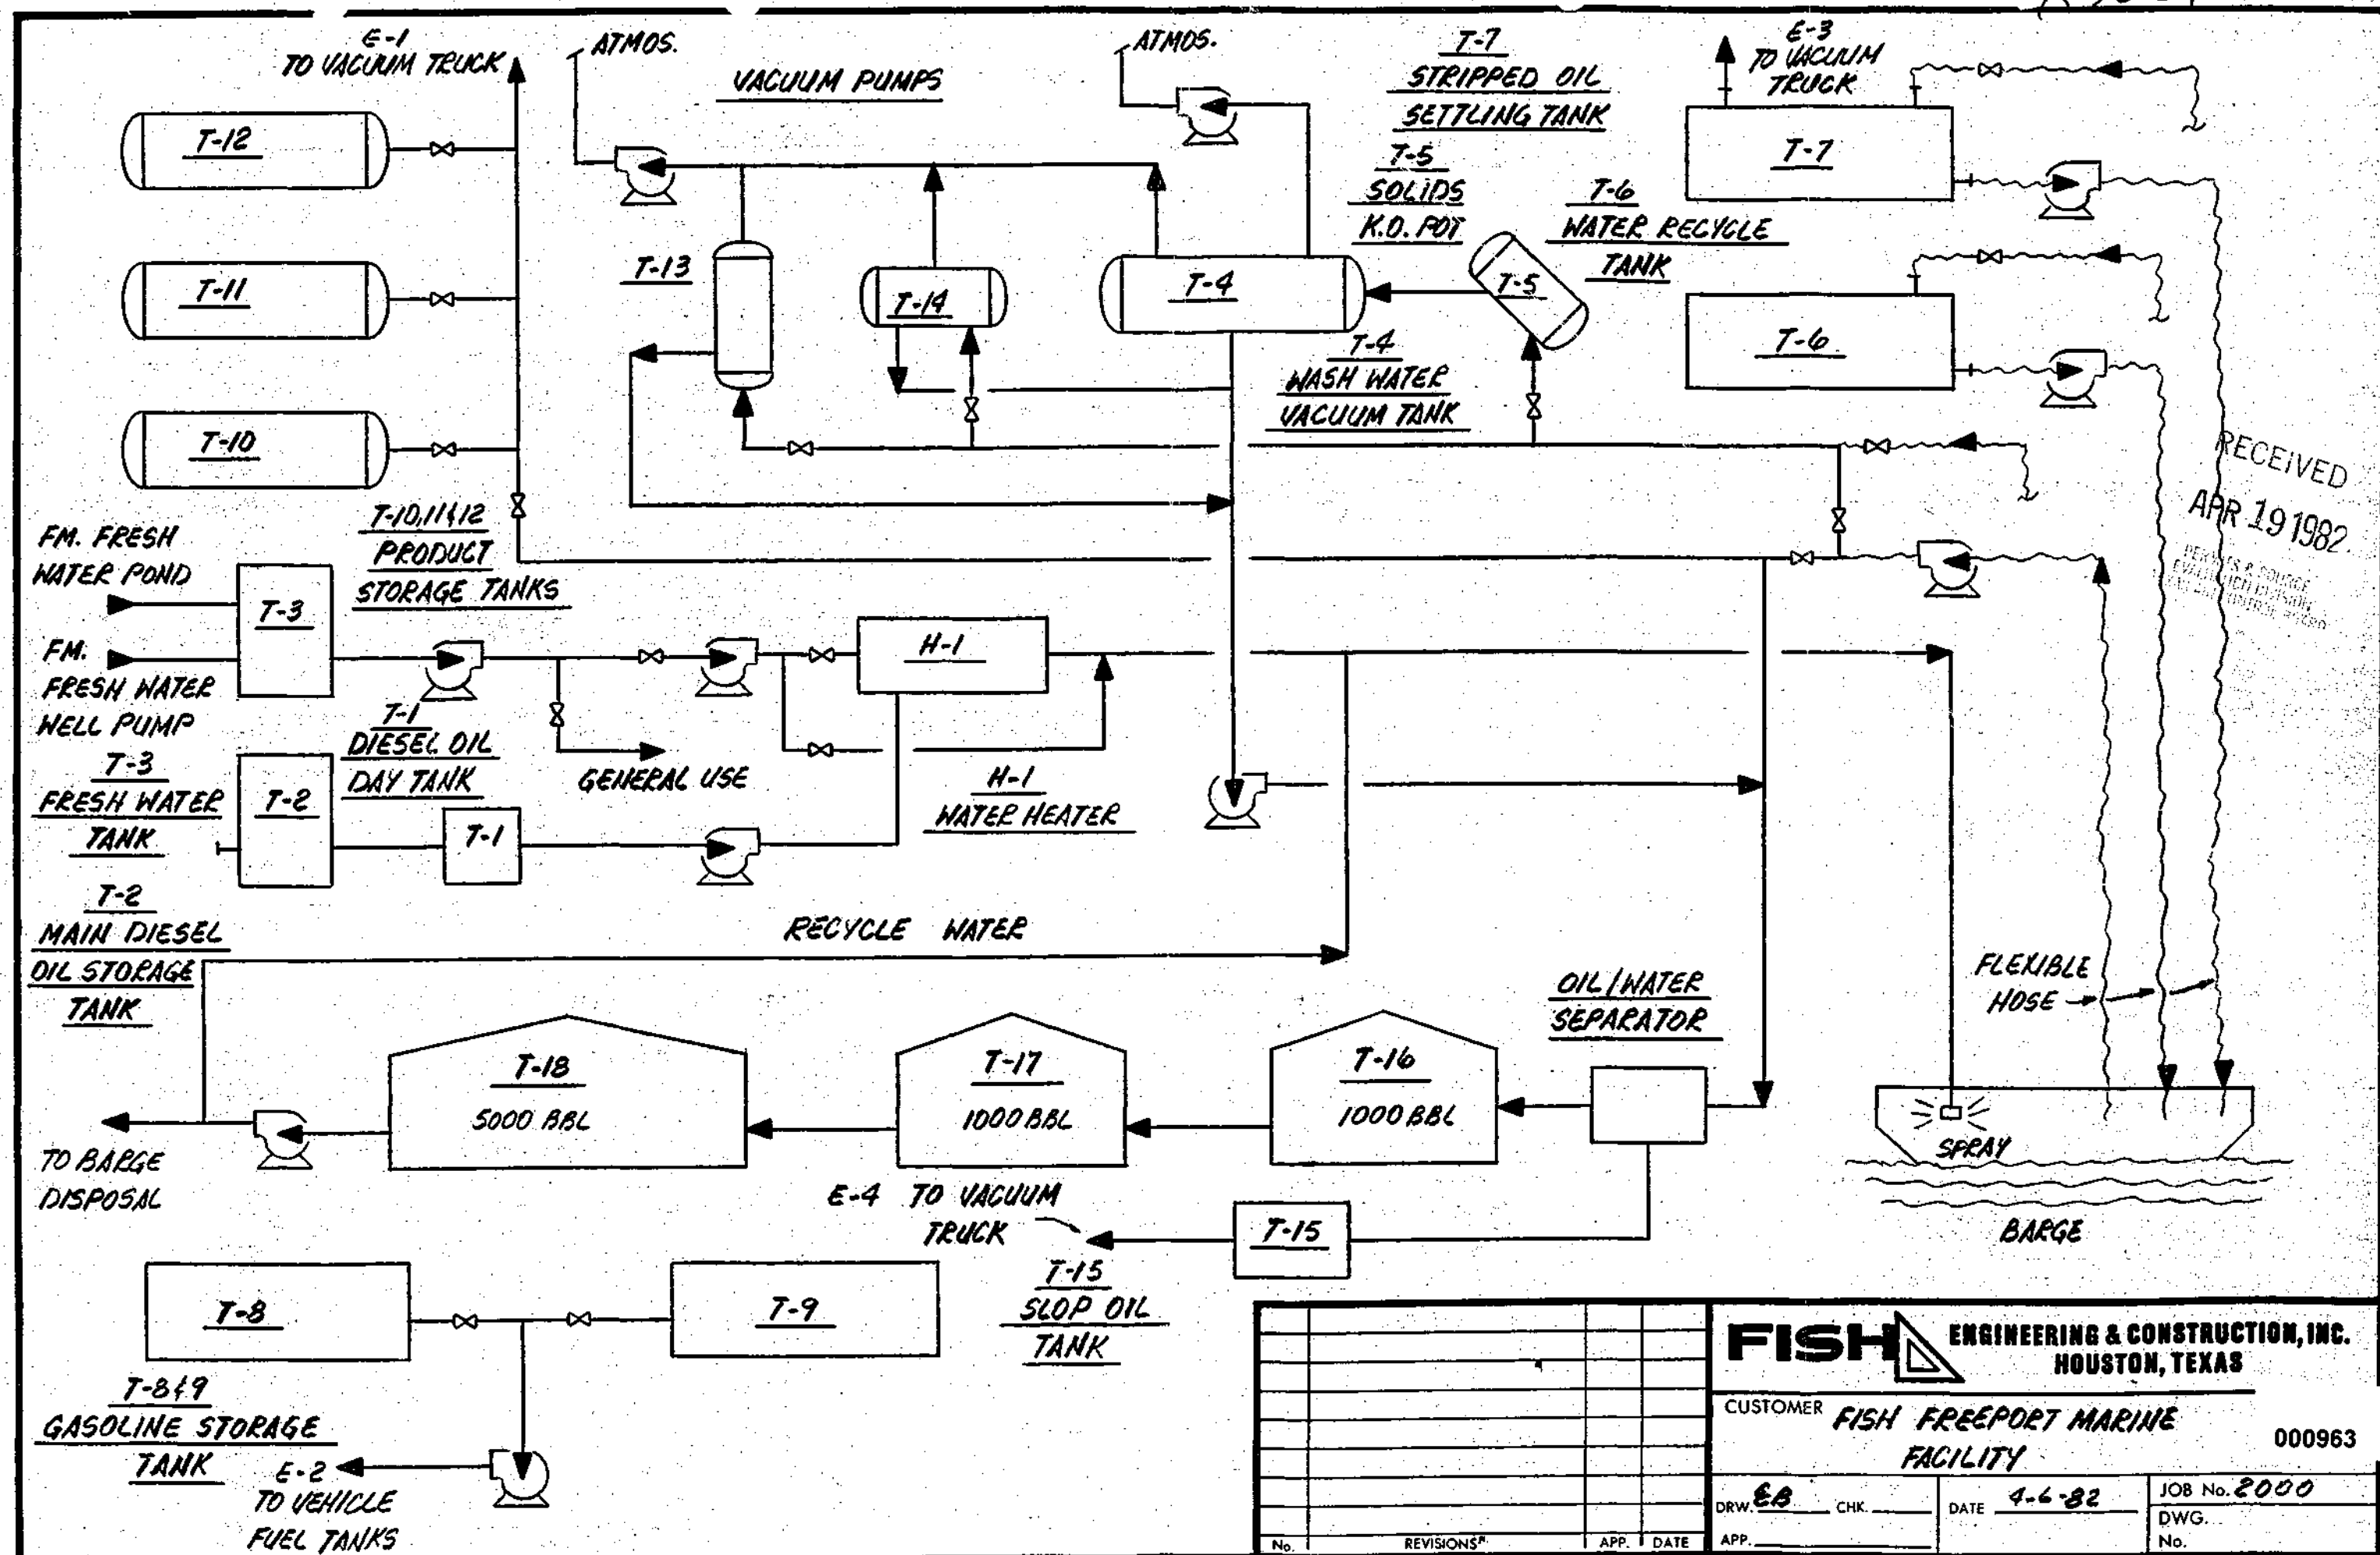 E-1
TO VACUUM TRUCK
ATMOS.
VACUUM PUMPS
ATMOS.
T-7
STRIPPED OIL
SETTLING TANK
E-3
TO VACUUM
TRUCK
T-12
T-7
T-5
SOLIDS
K.O. POT
T-6
WATER RECYCLE
TANK
T-13
T-11
T-14
T-4
T-5
T-6
T-4
WASH WATER
VACUUM TANK
T-10
RECEIVED
APR 19 1982
T-10,11&12
PRODUCT
STORAGE TANKS
FM. FRESH
WATER POND
T-3
FM.
FRESH WATER
WELL PUMP
H-1
T-1
DIESEL OIL
DAY TANK
GENERAL USE
H-1
WATER HEATER
T-3
FRESH WATER
TANK
T-2
T-1
T-2
MAIN DIESEL
OIL STORAGE
TANK
RECYCLE WATER
FLEXIBLE
HOSE
OIL/WATER
SEPARATOR
T-18
5000 BBL
T-17
1000 BBL
T-16
1000 BBL
SPRAY
BARGE
TO BARGE
DISPOSAL
E-4 TO VACUUM
TRUCK
T-15
T-15
SLOP OIL
TANK
T-8
T-9
T-8&9
GASOLINE STORAGE
TANK
E-2
TO VEHICLE
FUEL TANKS
FISH ENGINEERING & CONSTRUCTION, INC.
HOUSTON, TEXAS
CUSTOMER FISH FREEPORT MARINE
FACILITY
000963
DRW. EB CHK. DATE 4-6-82 JOB No. 2000
DWG.
No.
APP.
No. REVISIONS APP. DATE